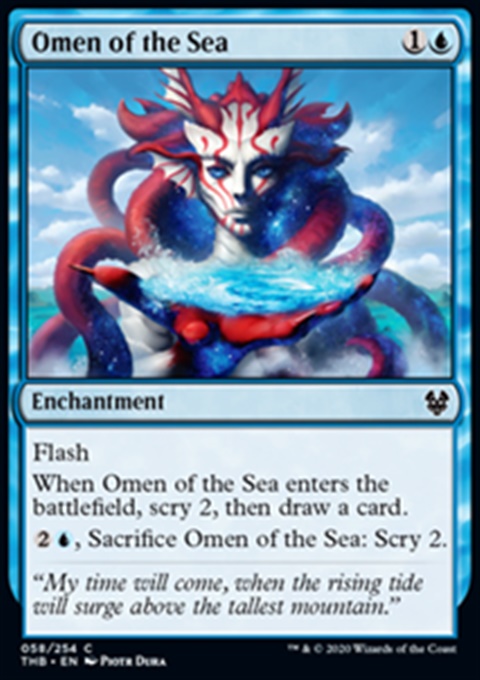 Omen of the Sea 1
Enchantment
Flash
When Omen of the Sea enters the
battlefield, scry 2, then draw a card.
2, Sacrifice Omen of the Sea: Scry 2.
“My time will come, when the rising tide
will surge above the tallest mountain.”
058/254 C
THB • EN Piotr Dura
™ & © 2020 Wizards of the Coast